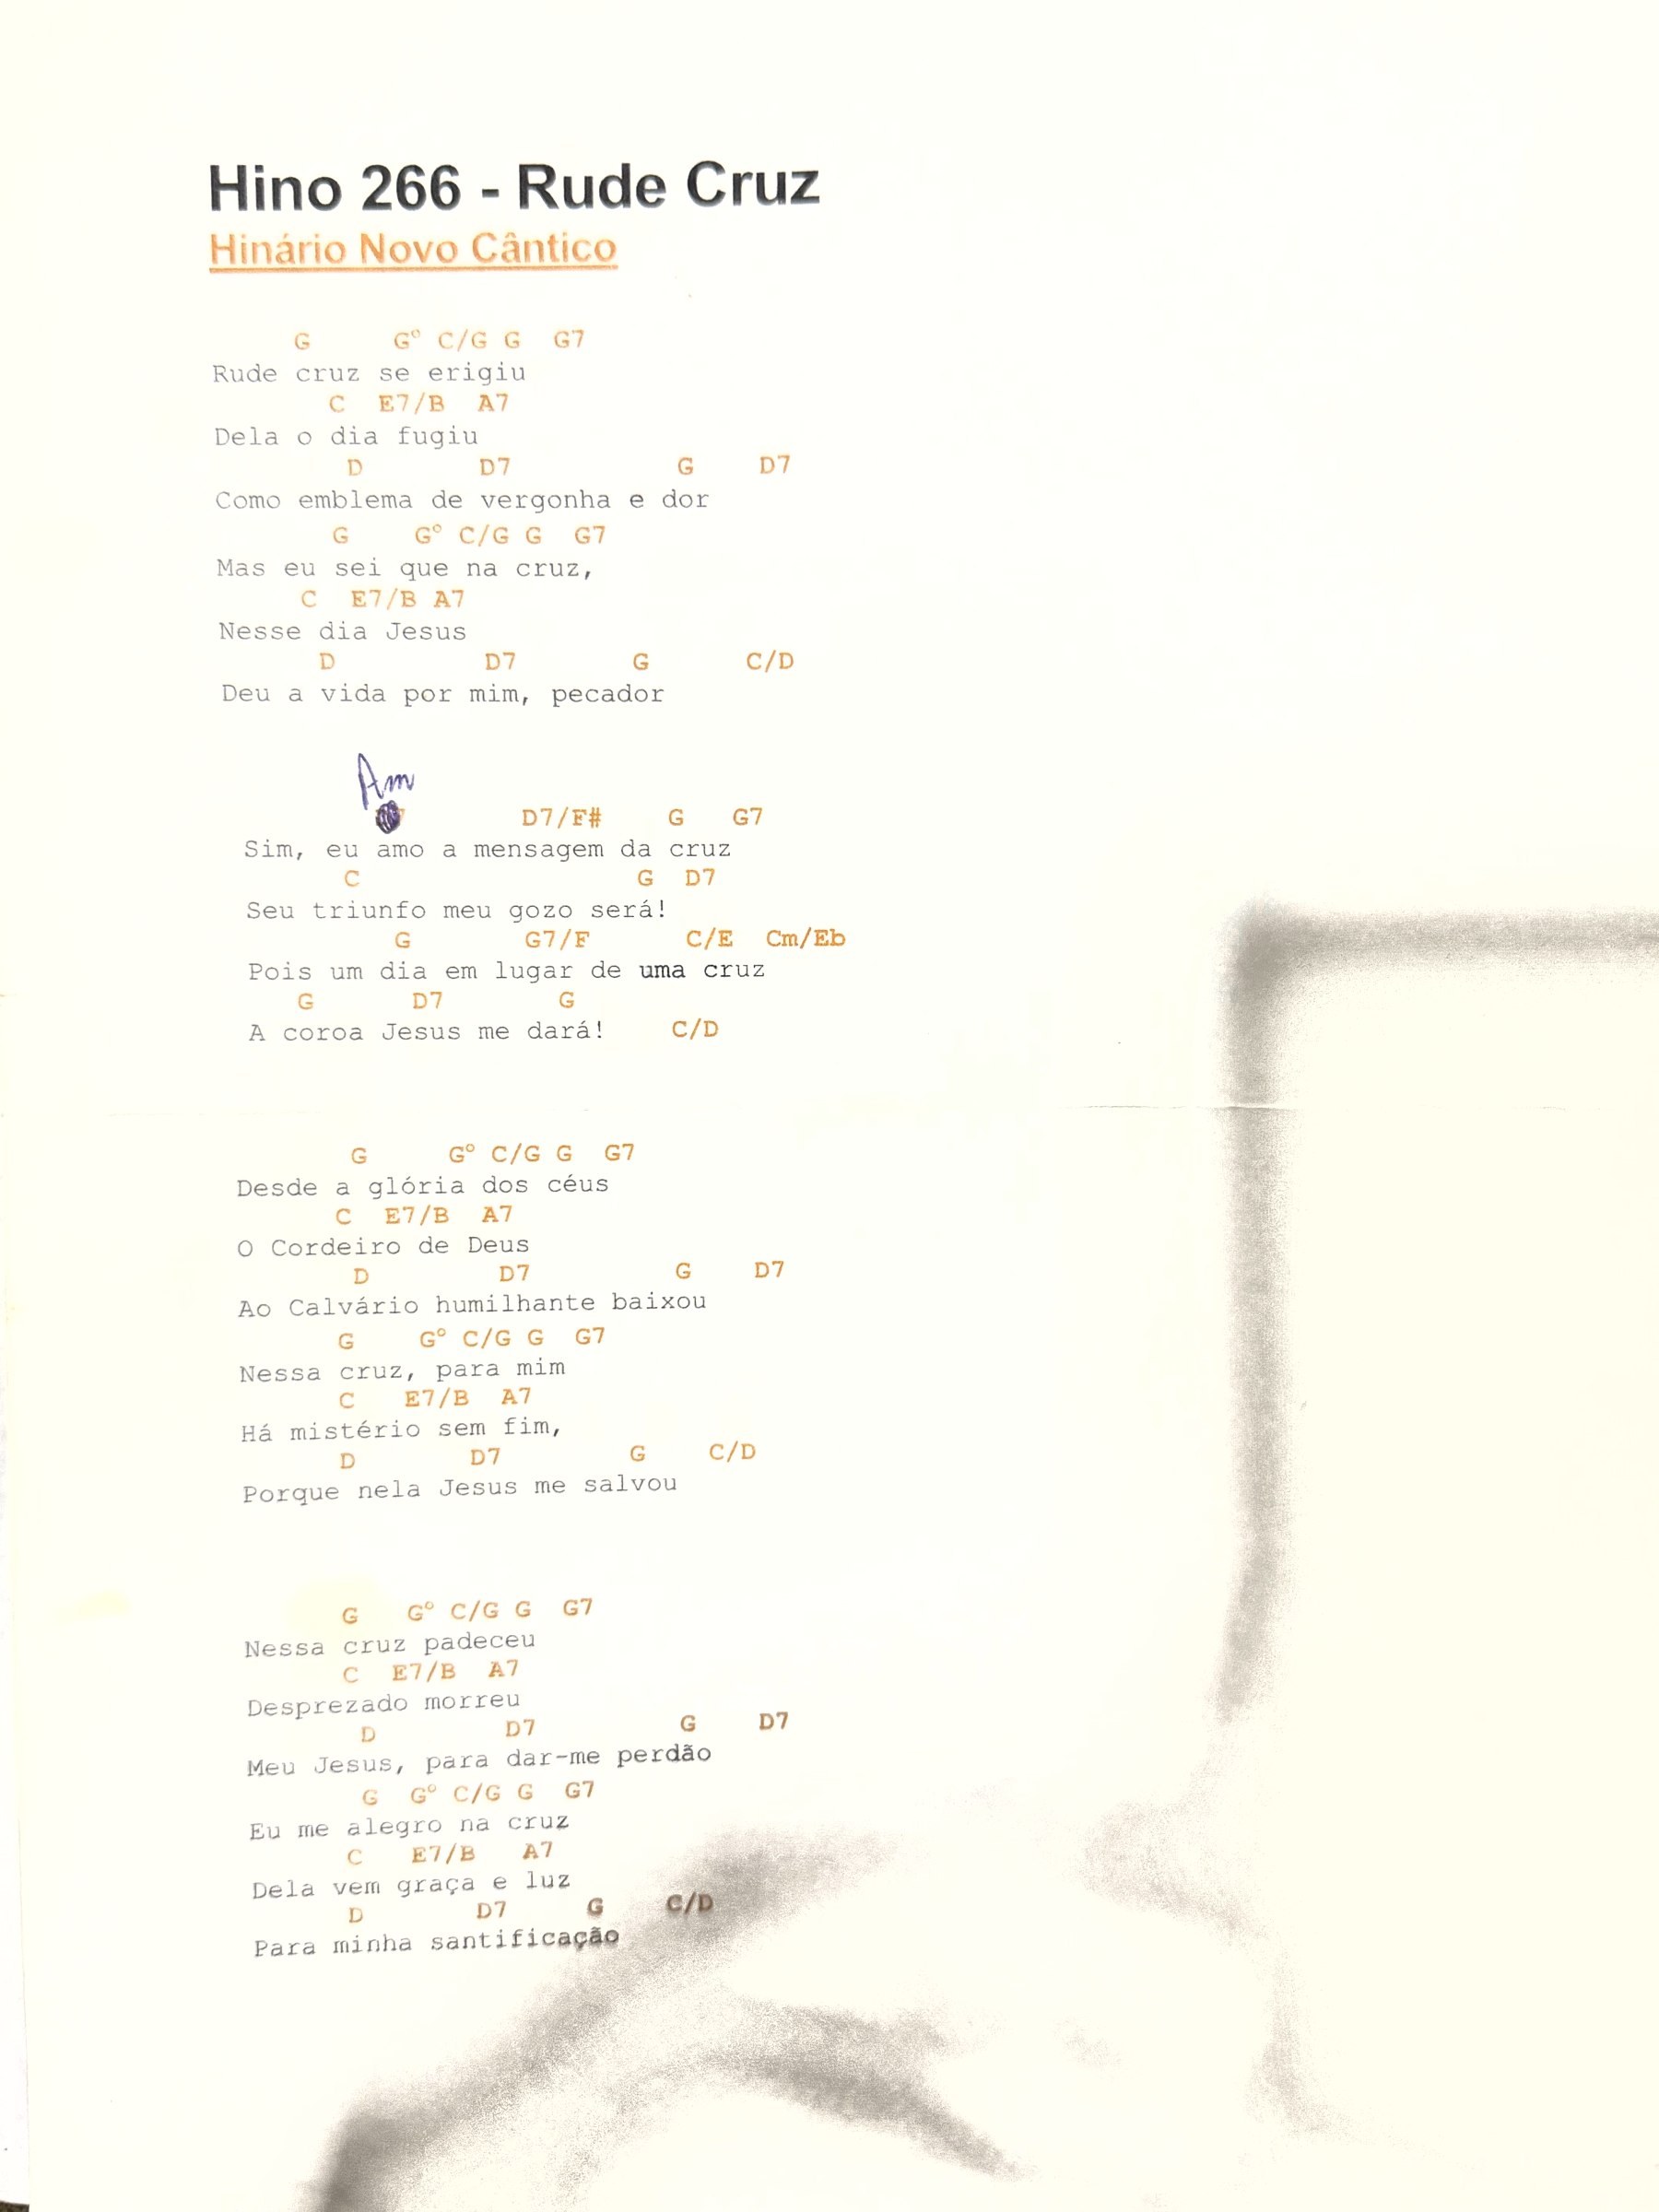 Hino 266 - Rude Cruz
Hinário Novo Cântico
G Gº C/G G G7
Rude cruz se erigiu
C E7/B A7
Dela o dia fugiu
D D7 G D7
Como emblema de vergonha e dor
G Gº C/G G G7
Mas eu sei que na cruz,
C E7/B A7
Nesse dia Jesus
D D7 G C/D
Deu a vida por mim, pecador
Am
D7/F# G G7
Sim, eu amo a mensagem da cruz
C G D7
Seu triunfo meu gozo será!
G G7/F C/E Cm/Eb
Pois um dia em lugar de uma cruz
G D7 G
A coroa Jesus me dará! C/D
G Gº C/G G G7
Desde a glória dos céus
C E7/B A7
O Cordeiro de Deus
D D7 G D7
Ao Calvário humilhante baixou
G Gº C/G G G7
Nessa cruz, para mim
C E7/B A7
Há mistério sem fim,
D D7 G C/D
Porque nela Jesus me salvou
G Gº C/G G G7
Nessa cruz padeceu
C E7/B A7
Desprezado morreu
D D7 G D7
Meu Jesus, para dar-me perdão
G Gº C/G G G7
Eu me alegro na cruz
C E7/B A7
Dela vem graça e luz
D D7 G C/D
Para minha santificação